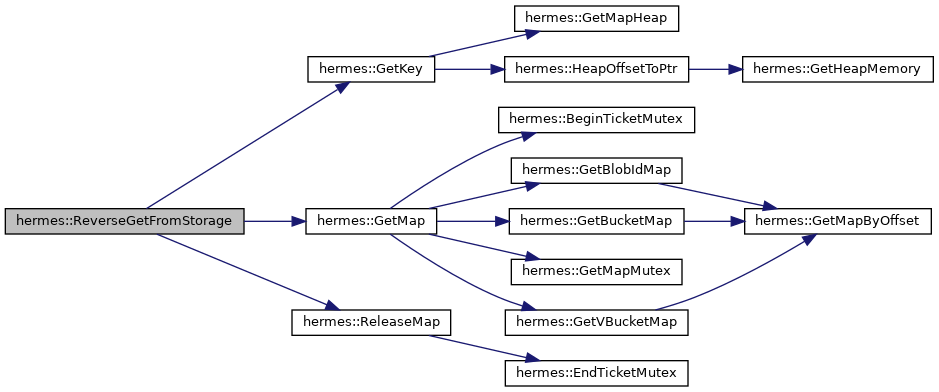 hermes::GetMapHeap
hermes::GetKey
hermes::HeapOffsetToPtr
hermes::GetHeapMemory
hermes::BeginTicketMutex
hermes::GetBlobIdMap
hermes::ReverseGetFromStorage
hermes::GetMap
hermes::GetBucketMap
hermes::GetMapByOffset
hermes::GetMapMutex
hermes::ReleaseMap
hermes::GetVBucketMap
hermes::EndTicketMutex